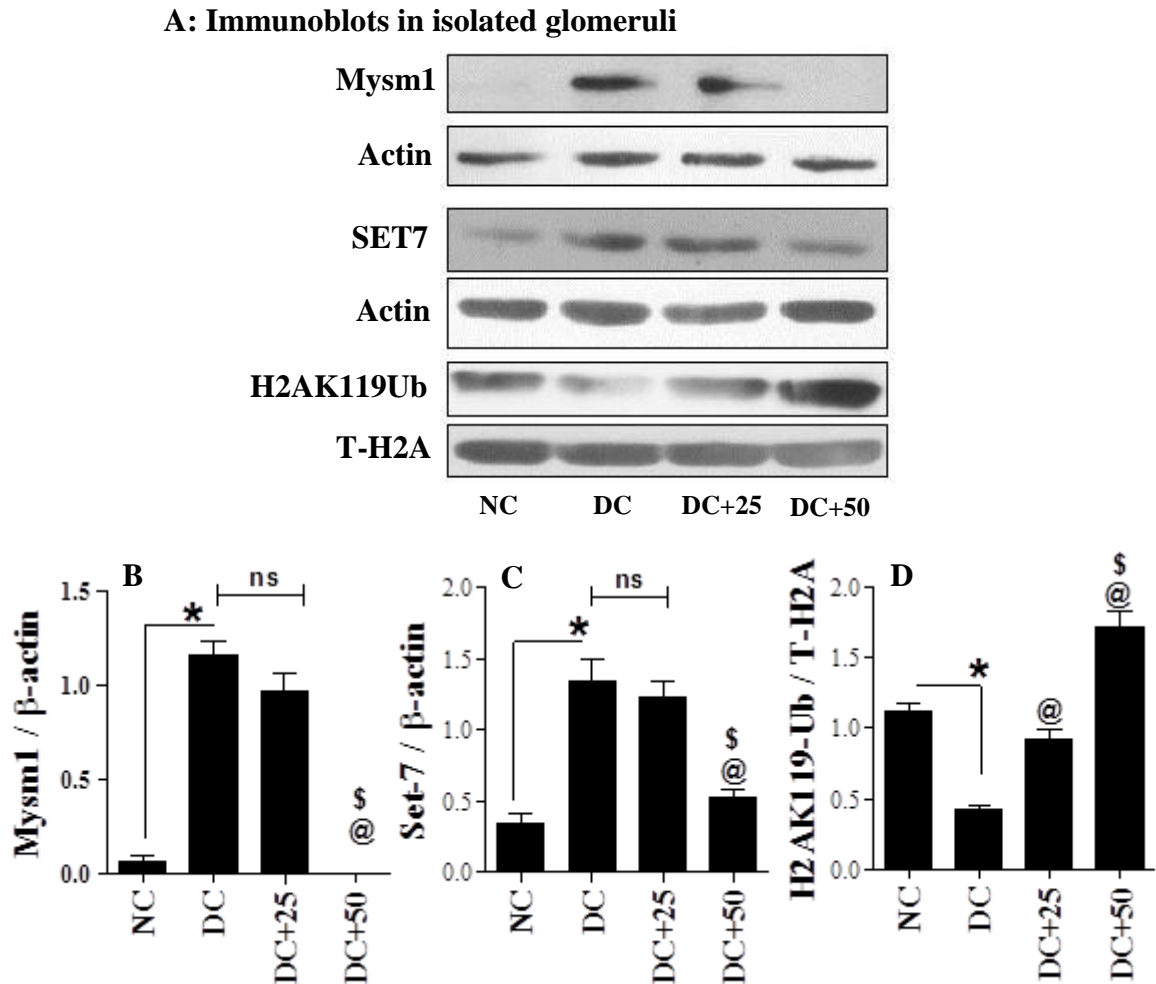 A: Immunoblots in isolated glomeruli
Mysm1
Actin
SET7
Actin
H2AK119Ub
T-H2A
NC DC DC+25 DC+50
B
Mysm1 / β-actin
1.5
1.0
0.5
0.0
*
ns
$
@
NC
DC
DC+25
DC+50
C
Set-7 / β-actin
2.0
1.5
1.0
0.5
0.0
*
ns
$
@
NC
DC
DC+25
DC+50
D
H2AK119-Ub / T-H2A
2.0
1.5
1.0
0.5
0.0
*
@
$
@
NC
DC
DC+25
DC+50